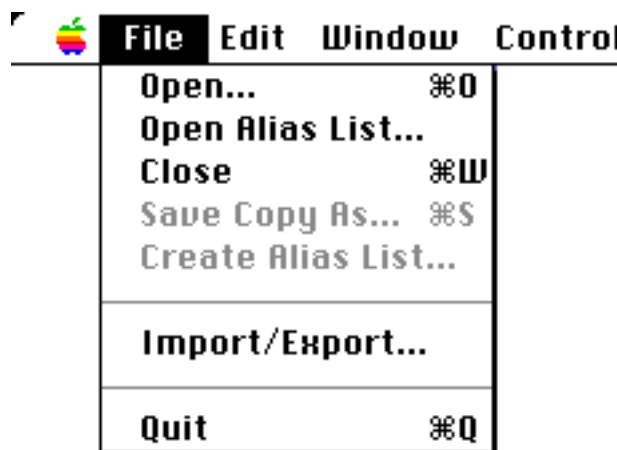 File Edit Window Control
Open... ⌘O
Open Alias List...
Close ⌘W
Save Copy As... ⌘S
Create Alias List...
Import/Export...
Quit ⌘Q